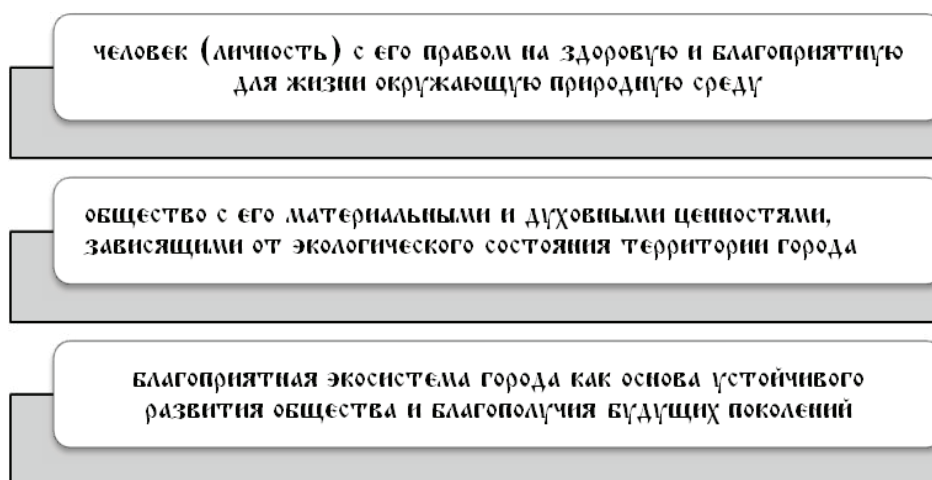 человек (личность) с его правом на здоровую и благоприятную
для жизни окружающую природную среду
общество с его материальными и духовными ценностями,
зависящими от экологического состояния территории города
благоприятная экосистема города как основа устойчивого
развития общества и благополучия будущих поколений